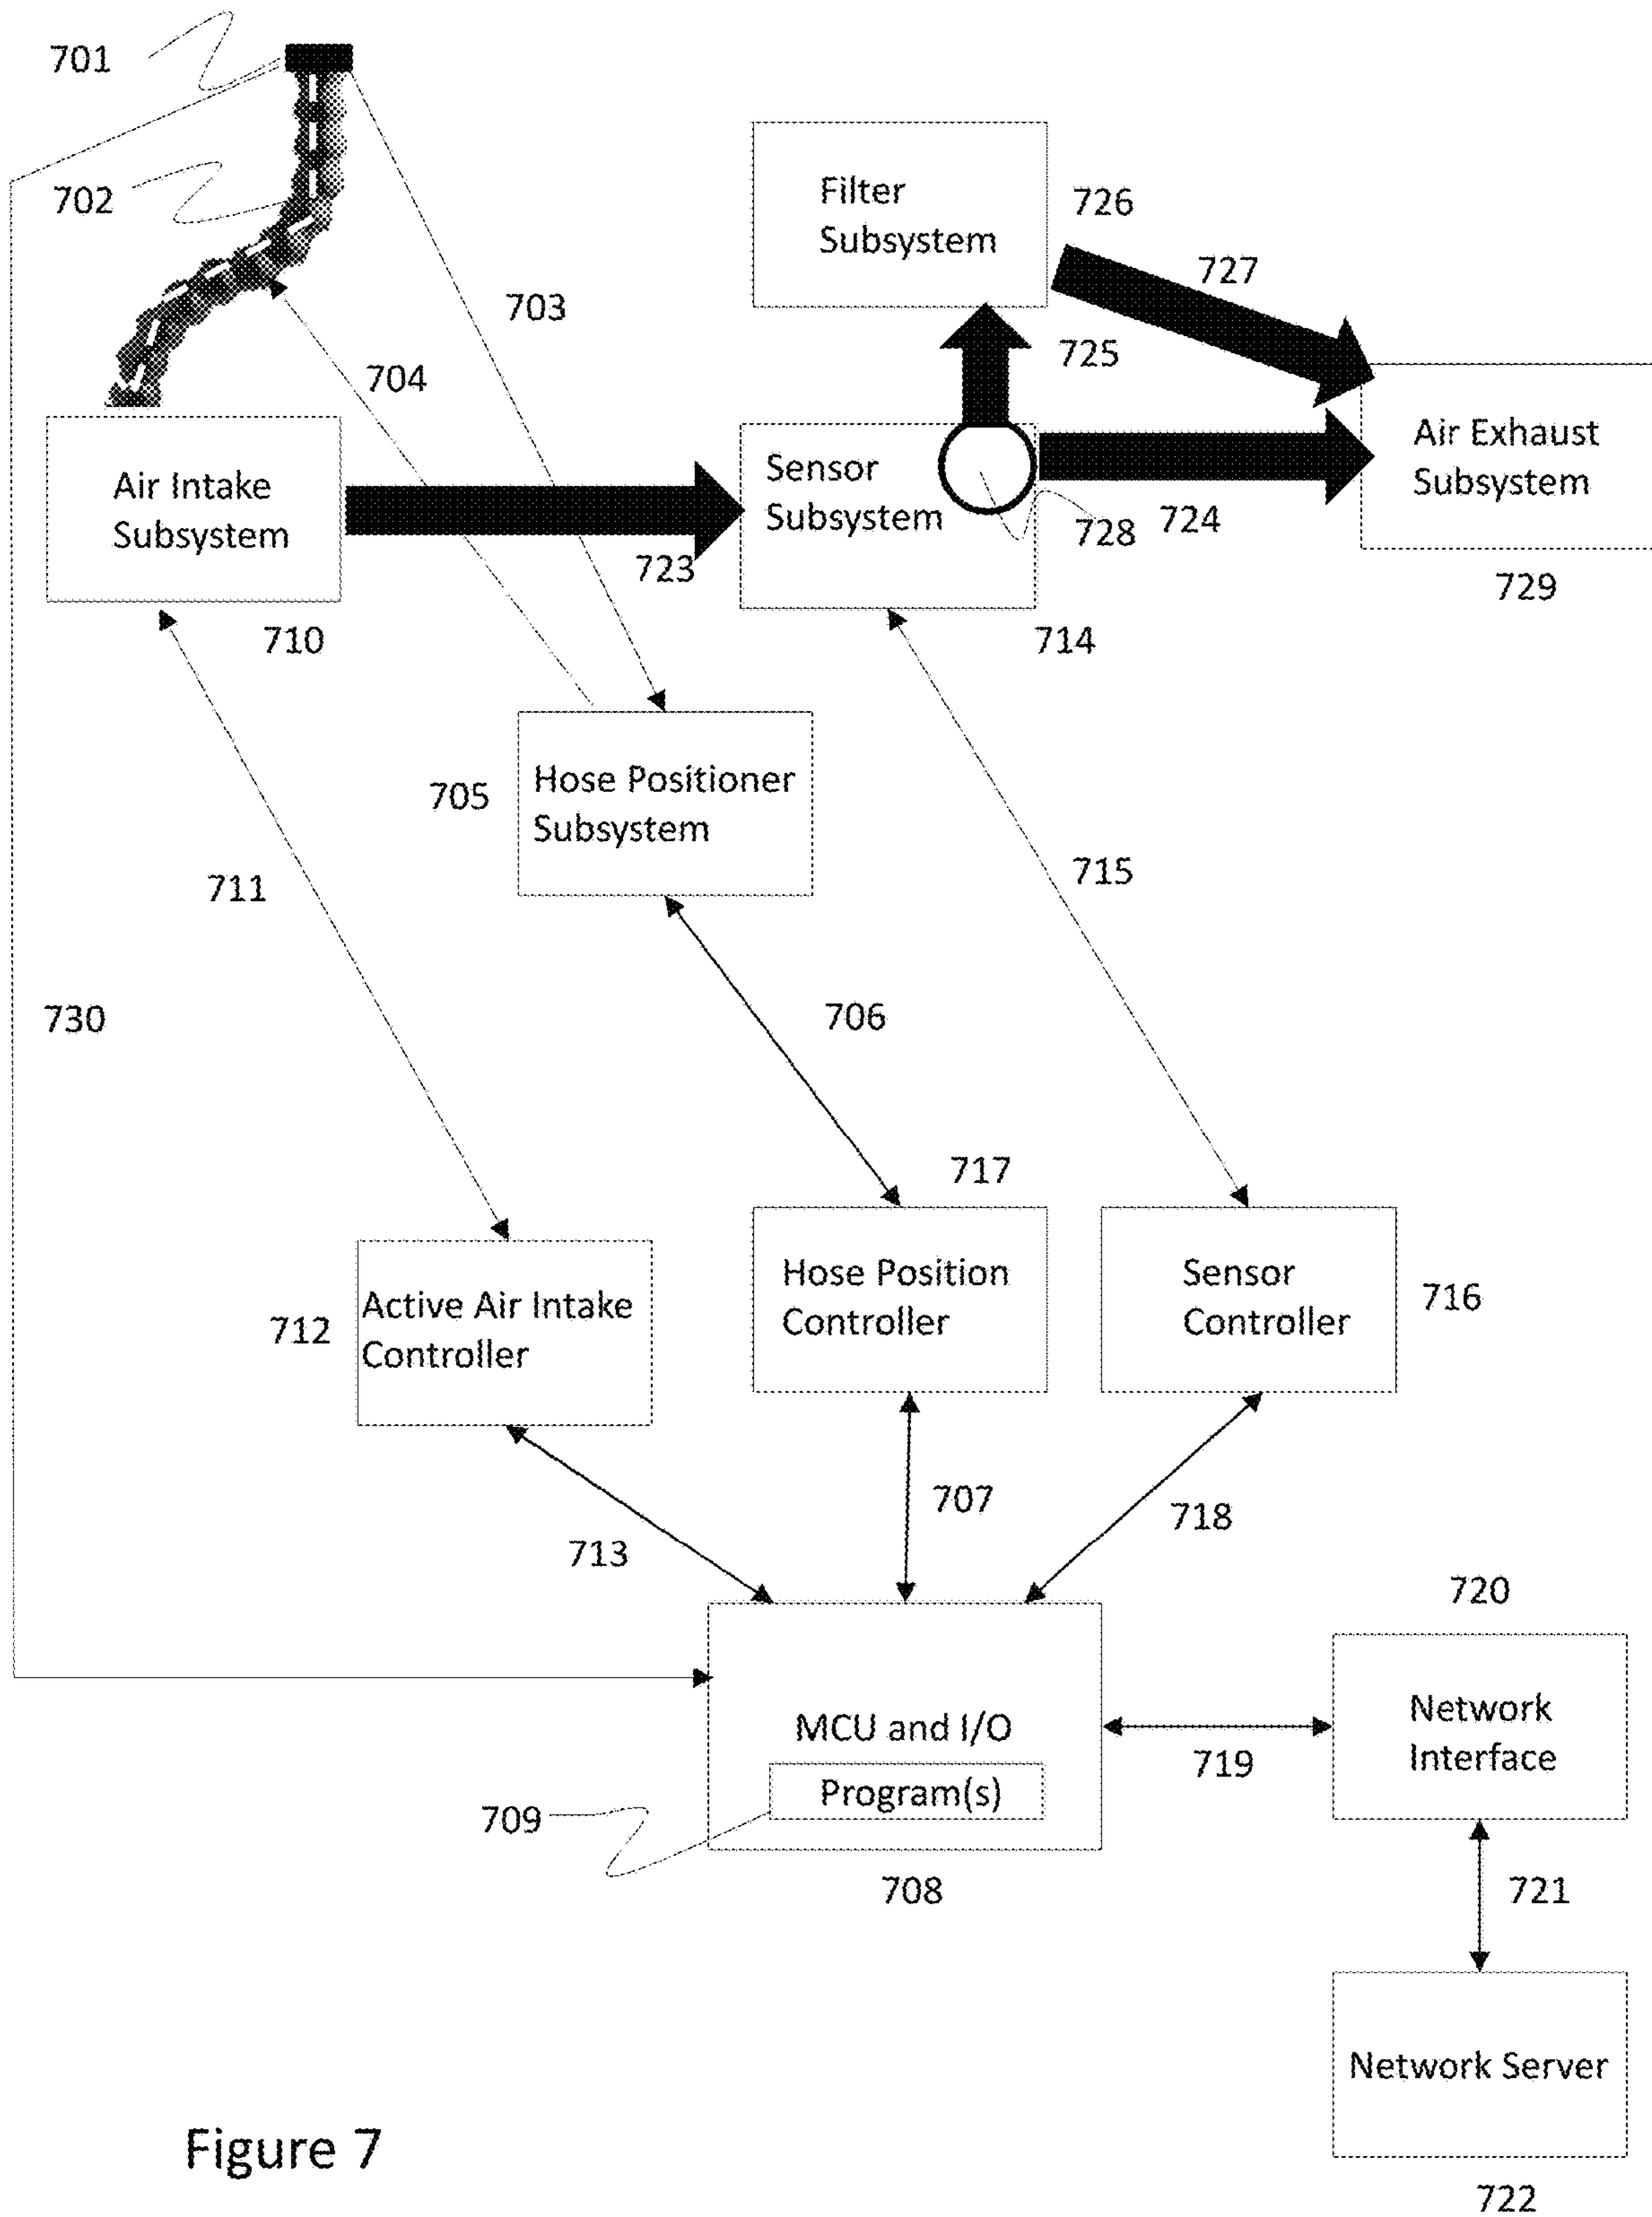 701
702
703
704
Filter
Subsystem
726
727
725
Air Intake
Subsystem
710
723
Sensor
Subsystem
728
724
714
Air Exhaust
Subsystem
729
705
Hose Positioner
Subsystem
711
715
730
706
717
712
Active Air Intake
Controller
Hose Position
Controller
Sensor
Controller
716
713
707
718
720
MCU and I/O
Program(s)
709
708
719
Network
Interface
721
Network Server
722
Figure 7